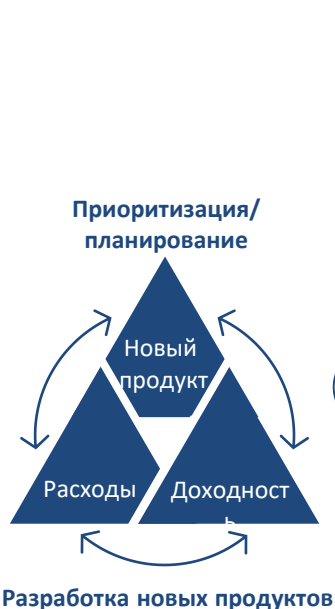 Приоритизация/
планирование
Новый
продукт
Расходы
Доходност
ь
Разработка новых продуктов